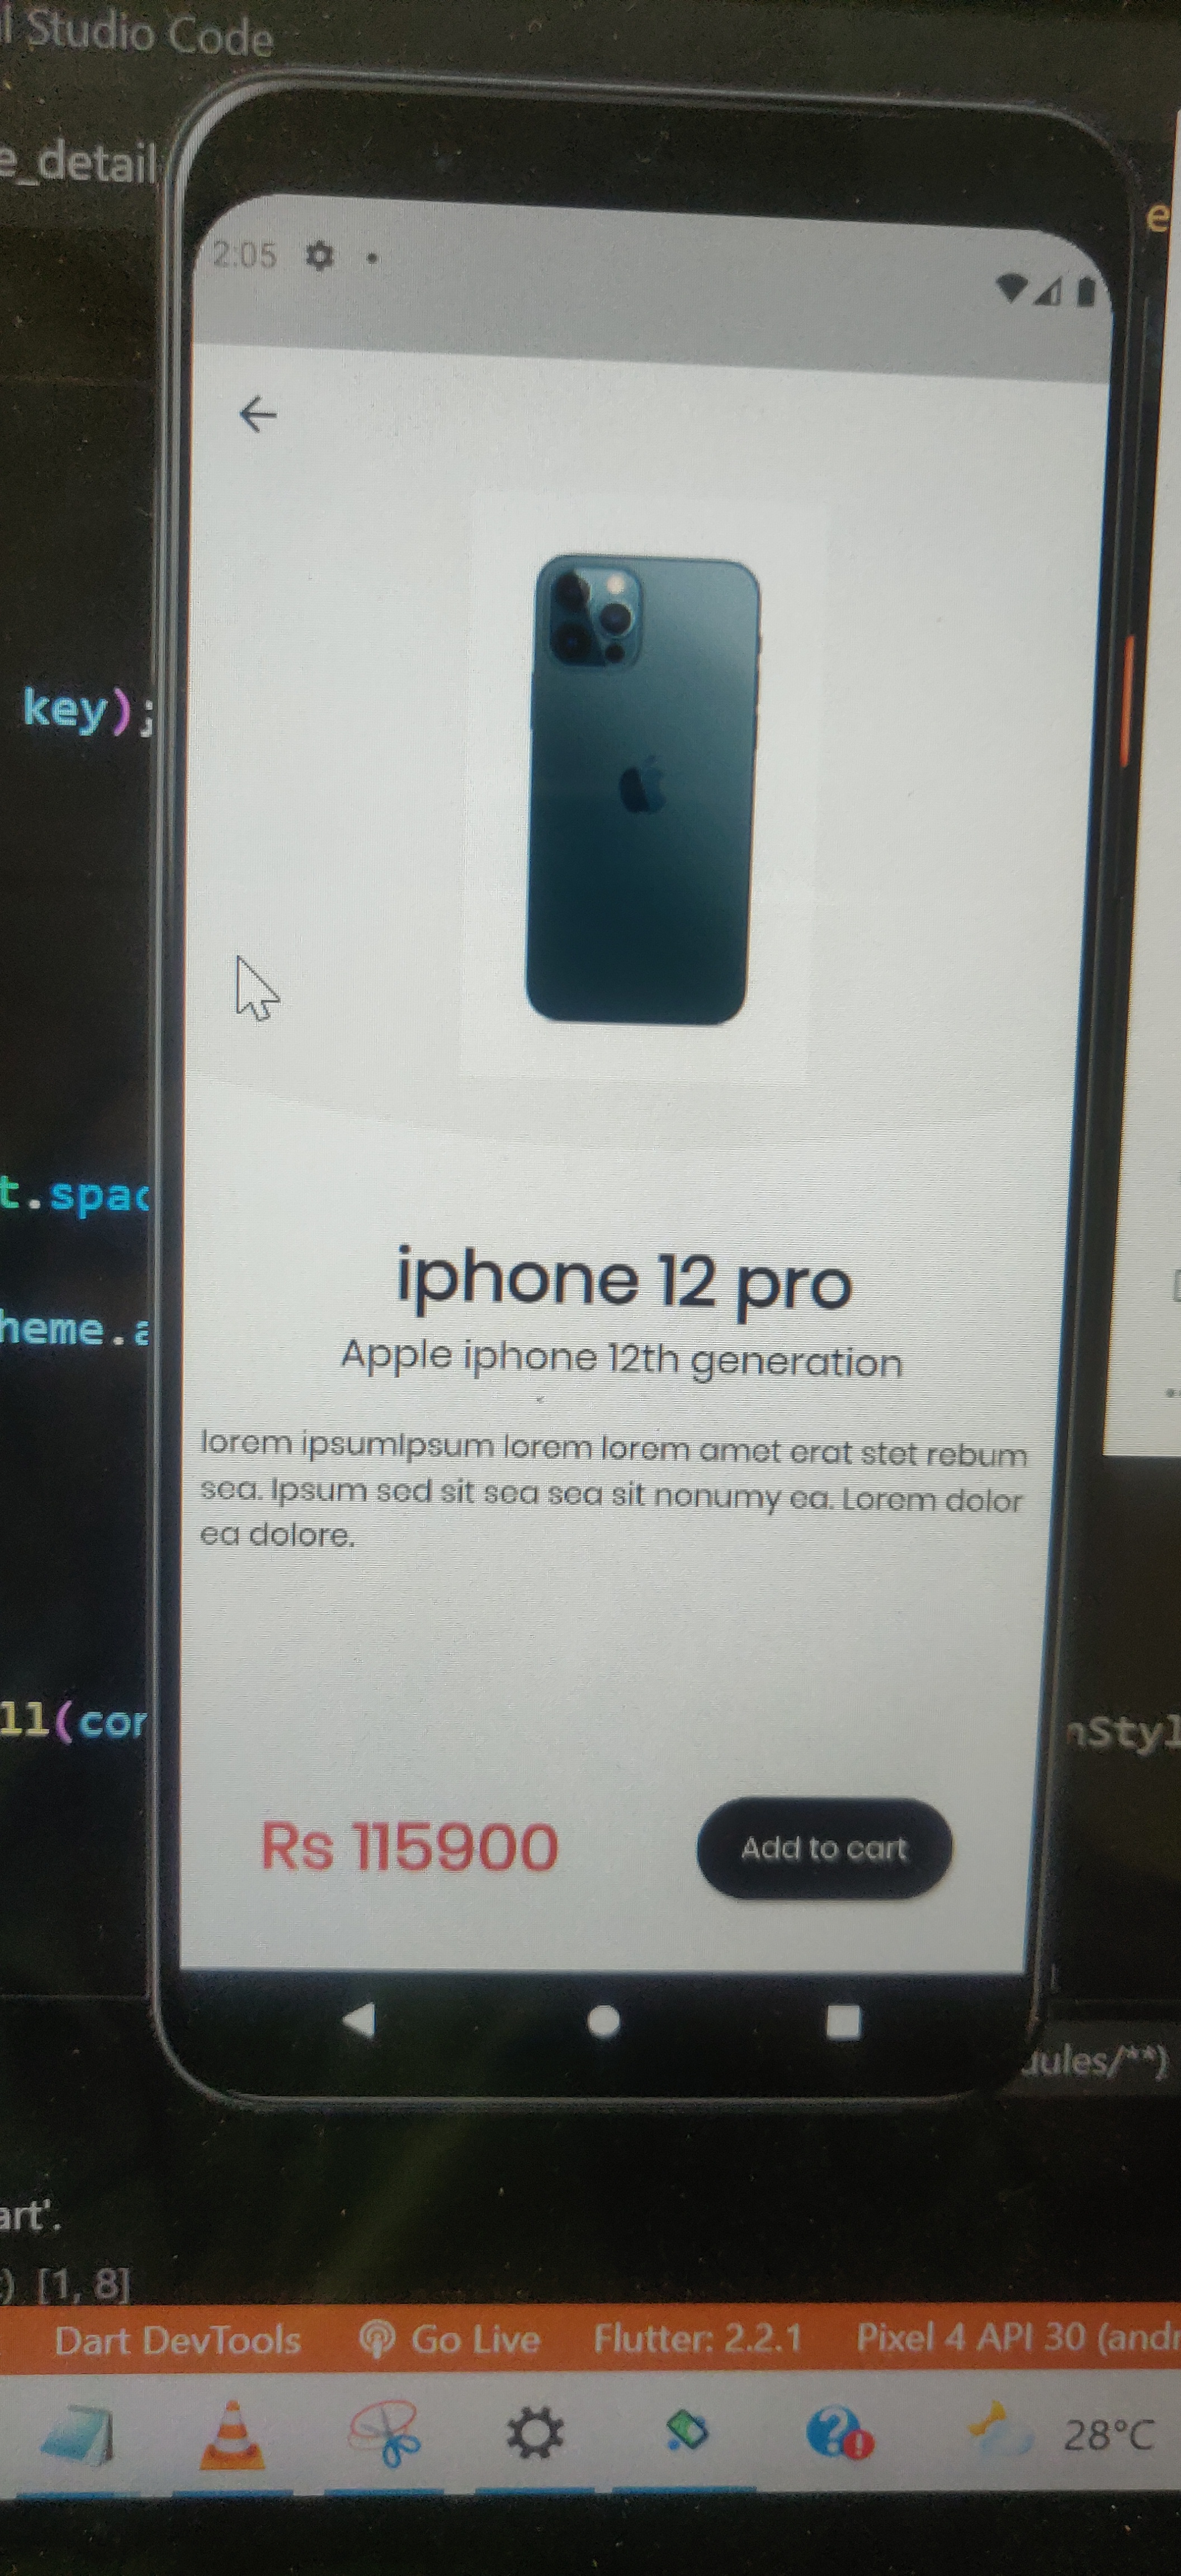 l Studio Code
e_detail
2:05
key);
t.spac
iphone 12 pro
heme.a
Apple iphone 12th generation
lorem ipsumIpsum lorem lorem amet erat stet rebum
sea. Ipsum sed sit sea sea sit nonumy ea. Lorem dolor
ea dolore.
ll(cor
nstyl
Rs 115900
Add to cart
dules/**)
art'.
) [1, 8]
Dart DevTools Go Live Flutter: 2.2.1 Pixel 4 API 30 (andr
28°C